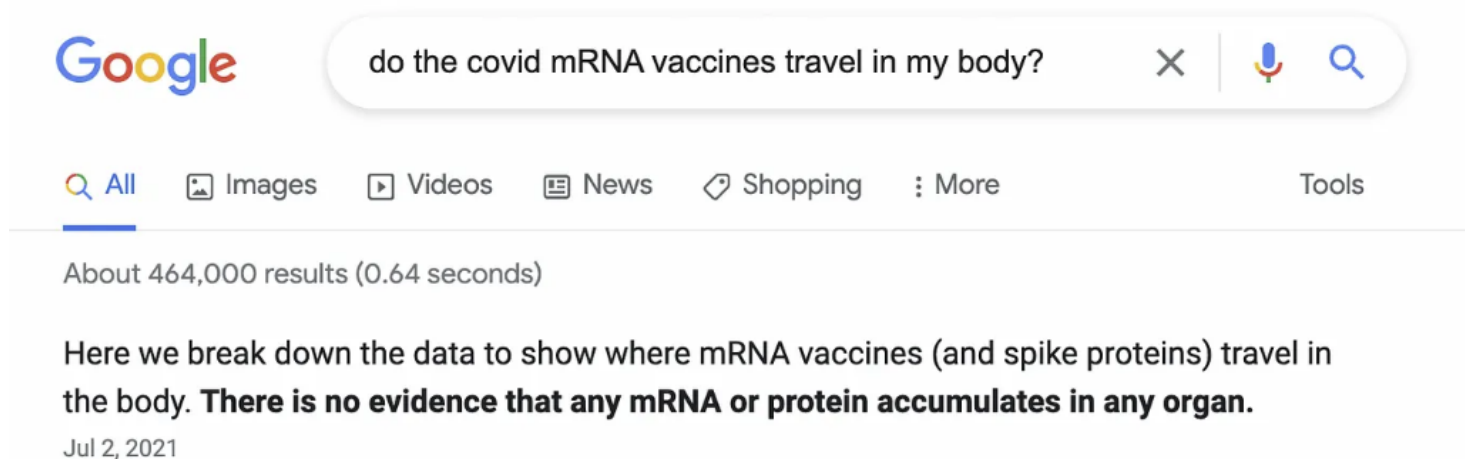 Google
do the covid mRNA vaccines travel in my body?
All Images Videos News Shopping More Tools
About 464,000 results (0.64 seconds)
Here we break down the data to show where mRNA vaccines (and spike proteins) travel in
the body. There is no evidence that any mRNA or protein accumulates in any organ.
Jul 2, 2021